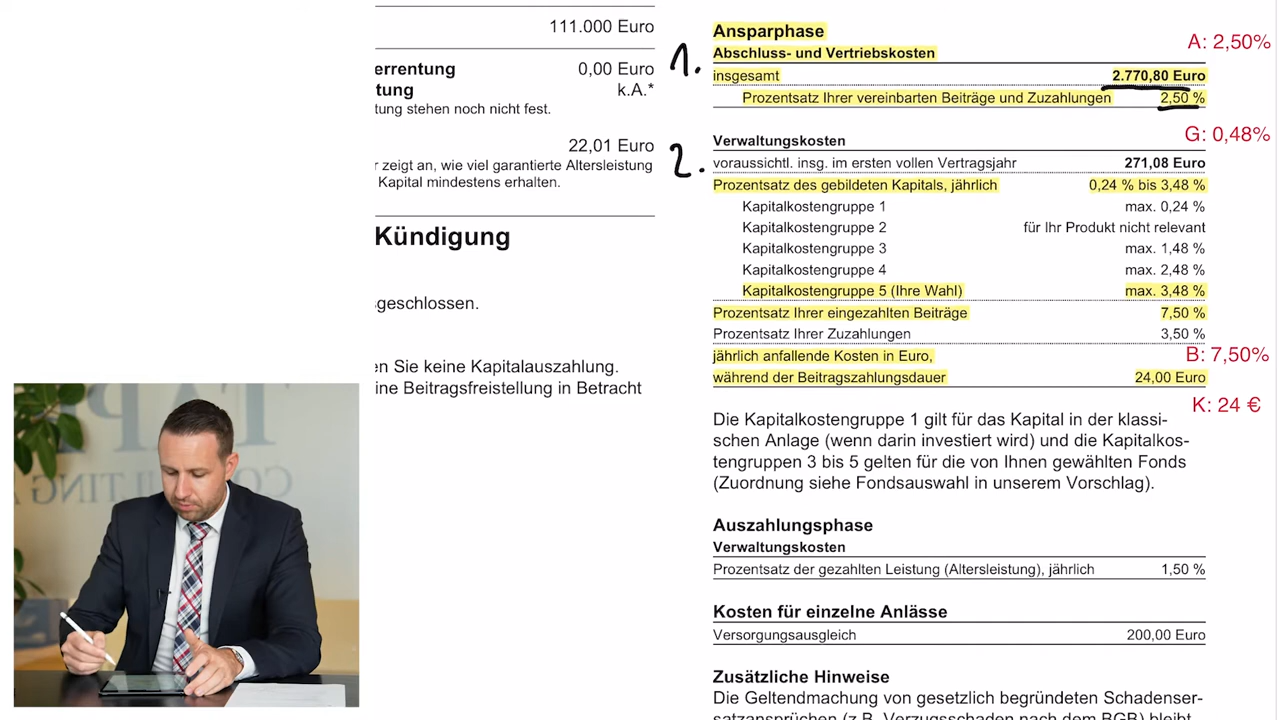 111.000 Euro
errentung 0,00 Euro
tung k.A.*
tung stehen noch nicht fest.
22,01 Euro
r zeigt an, wie viel garantierte Altersleistung
Kapital mindestens erhalten.
Kündigung
sgeschlossen.
en Sie keine Kapitalauszahlung.
ine Beitragsfreistellung in Betracht
Ansparphase
A: 2,50%
1.
Abschluss- und Vertriebskosten
insgesamt 2.770,80 Euro
Prozentsatz Ihrer vereinbarten Beiträge und Zuzahlungen 2,50 %
G: 0,48%
2.
Verwaltungskosten
voraussichtl. insg. im ersten vollen Vertragsjahr 271,08 Euro
Prozentsatz des gebildeten Kapitals, jährlich 0,24 % bis 3,48 %
Kapitalkostengruppe 1 max. 0,24 %
Kapitalkostengruppe 2 für Ihr Produkt nicht relevant
Kapitalkostengruppe 3 max. 1,48 %
Kapitalkostengruppe 4 max. 2,48 %
Kapitalkostengruppe 5 (Ihre Wahl) max. 3,48 %
Prozentsatz Ihrer eingezahlten Beiträge 7,50 %
Prozentsatz Ihrer Zuzahlungen 3,50 %
jährlich anfallende Kosten in Euro, B: 7,50%
während der Beitragszahlungsdauer 24,00 Euro
K: 24 €
Die Kapitalkostengruppe 1 gilt für das Kapital in der klassi-
schen Anlage (wenn darin investiert wird) und die Kapitalkos-
tengruppen 3 bis 5 gelten für die von Ihnen gewählten Fonds
(Zuordnung siehe Fondsauswahl in unserem Vorschlag).
Auszahlungsphase
Verwaltungskosten
Prozentsatz der gezahlten Leistung (Altersleistung), jährlich 1,50 %
Kosten für einzelne Anlässe
Versorgungsausgleich 200,00 Euro
Zusätzliche Hinweise
Die Geltendmachung von gesetzlich begründeten Schadenser-
satzansprüchen (z.B. Verzugsschaden nach dem BGB) bleibt